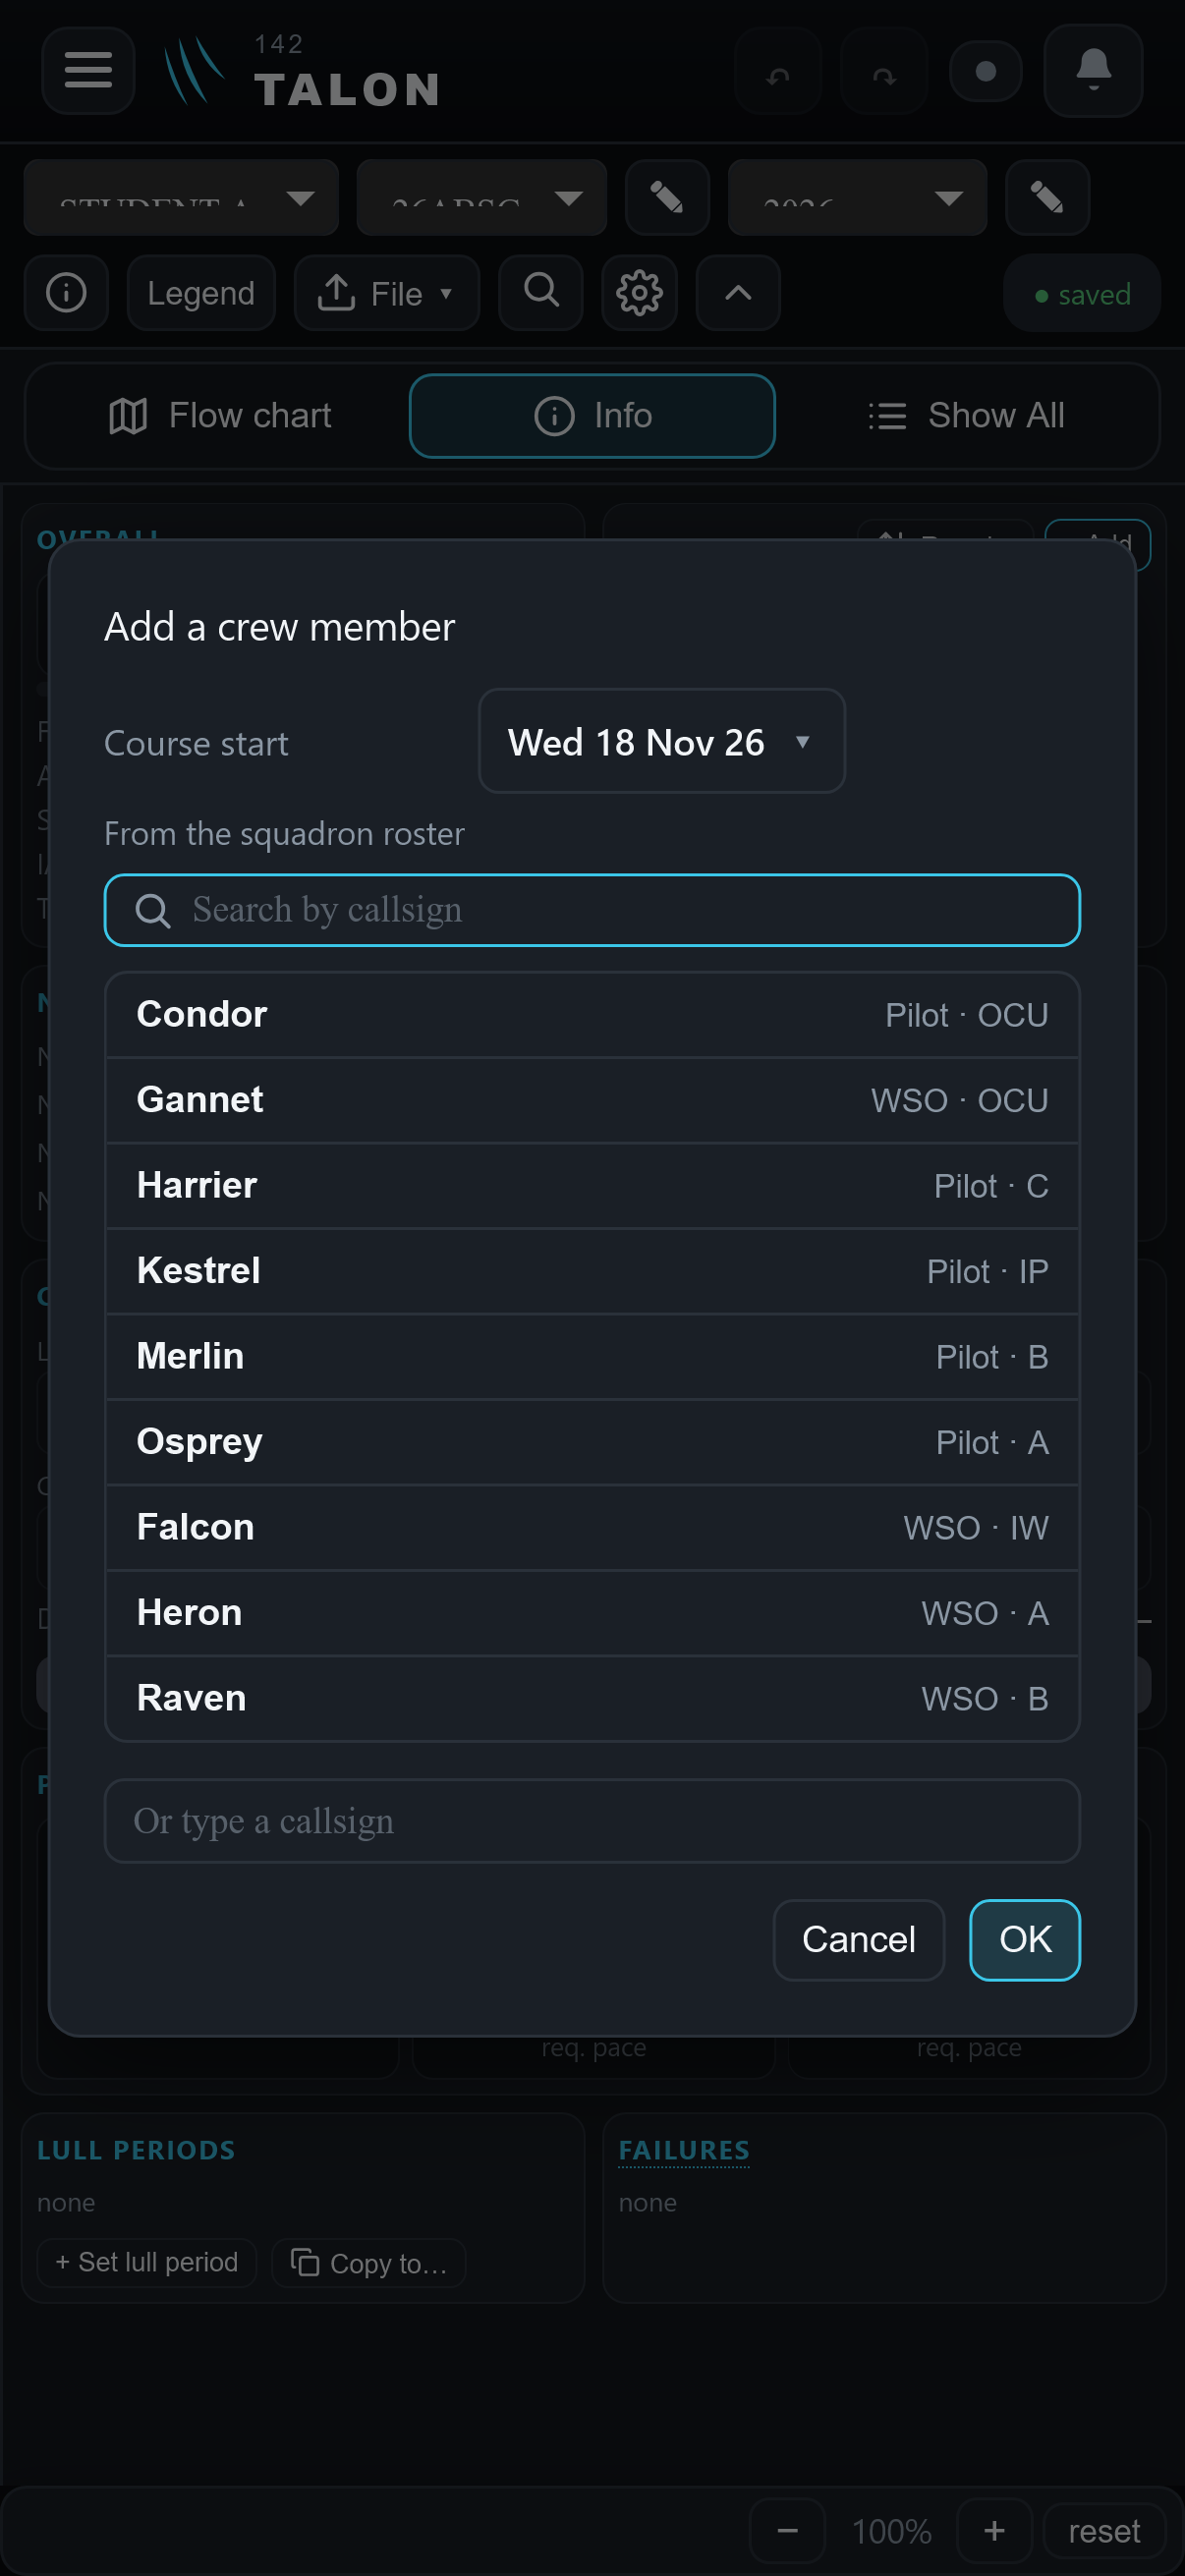 142
TALON
2026
Legend
File
saved
Flow chart
Info
Show All
OVERALL
Add
Add a crew member
Course start
Wed 18 Nov 26
From the squadron roster
Search by callsign
Condor Pilot · OCU
Gannet WSO · OCU
Harrier Pilot · C
Kestrel Pilot · IP
Merlin Pilot · B
Osprey Pilot · A
Falcon WSO · IW
Heron WSO · A
Raven WSO · B
Or type a callsign
Cancel
OK
req. pace
req. pace
LULL PERIODS
none
+ Set lull period
Copy to...
FAILURES
none
− 100% + reset